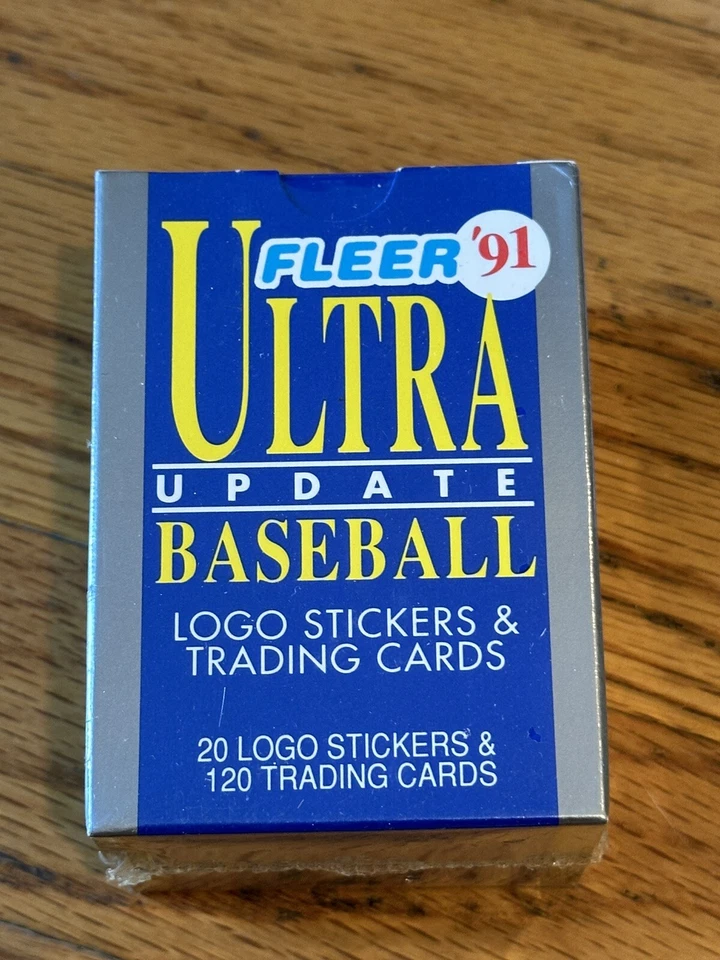 FLEER '91
ULTRA
UPDATE
BASEBALL
LOGO STICKERS &
TRADING CARDS
20 LOGO STICKERS &
120 TRADING CARDS